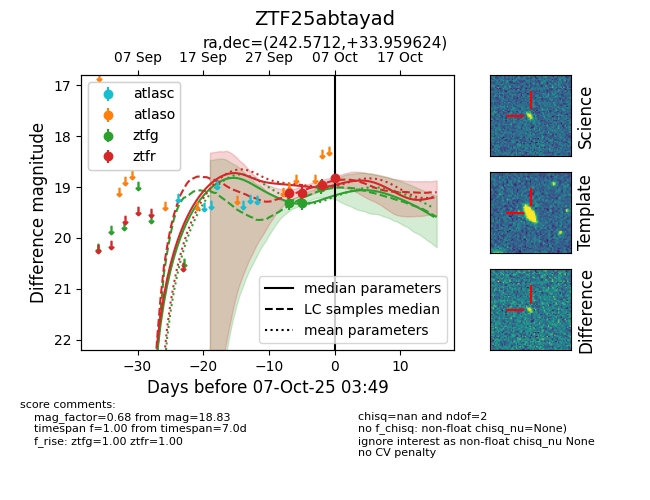 ZTF25abtayad
ra,dec=(242.5712,+33.959624)
07 Sep 17 Sep 27 Sep 07 Oct 17 Oct
17
18
19
20
21
22
Difference magnitude
atlasc
atlaso
ztfg
ztfr
median parameters
LC samples median
mean parameters
−30 −20 −10 0 10
Days before 07-Oct-25 03:49
Science
Template
Difference
score comments:
mag_factor=0.68 from mag=18.83
timespan f=1.00 from timespan=7.0d
f_rise: ztfg=1.00 ztfr=1.00
chisq=nan and ndof=2
no f_chisq: non-float chisq_nu=None)
ignore interest as non-float chisq_nu None
no CV penalty